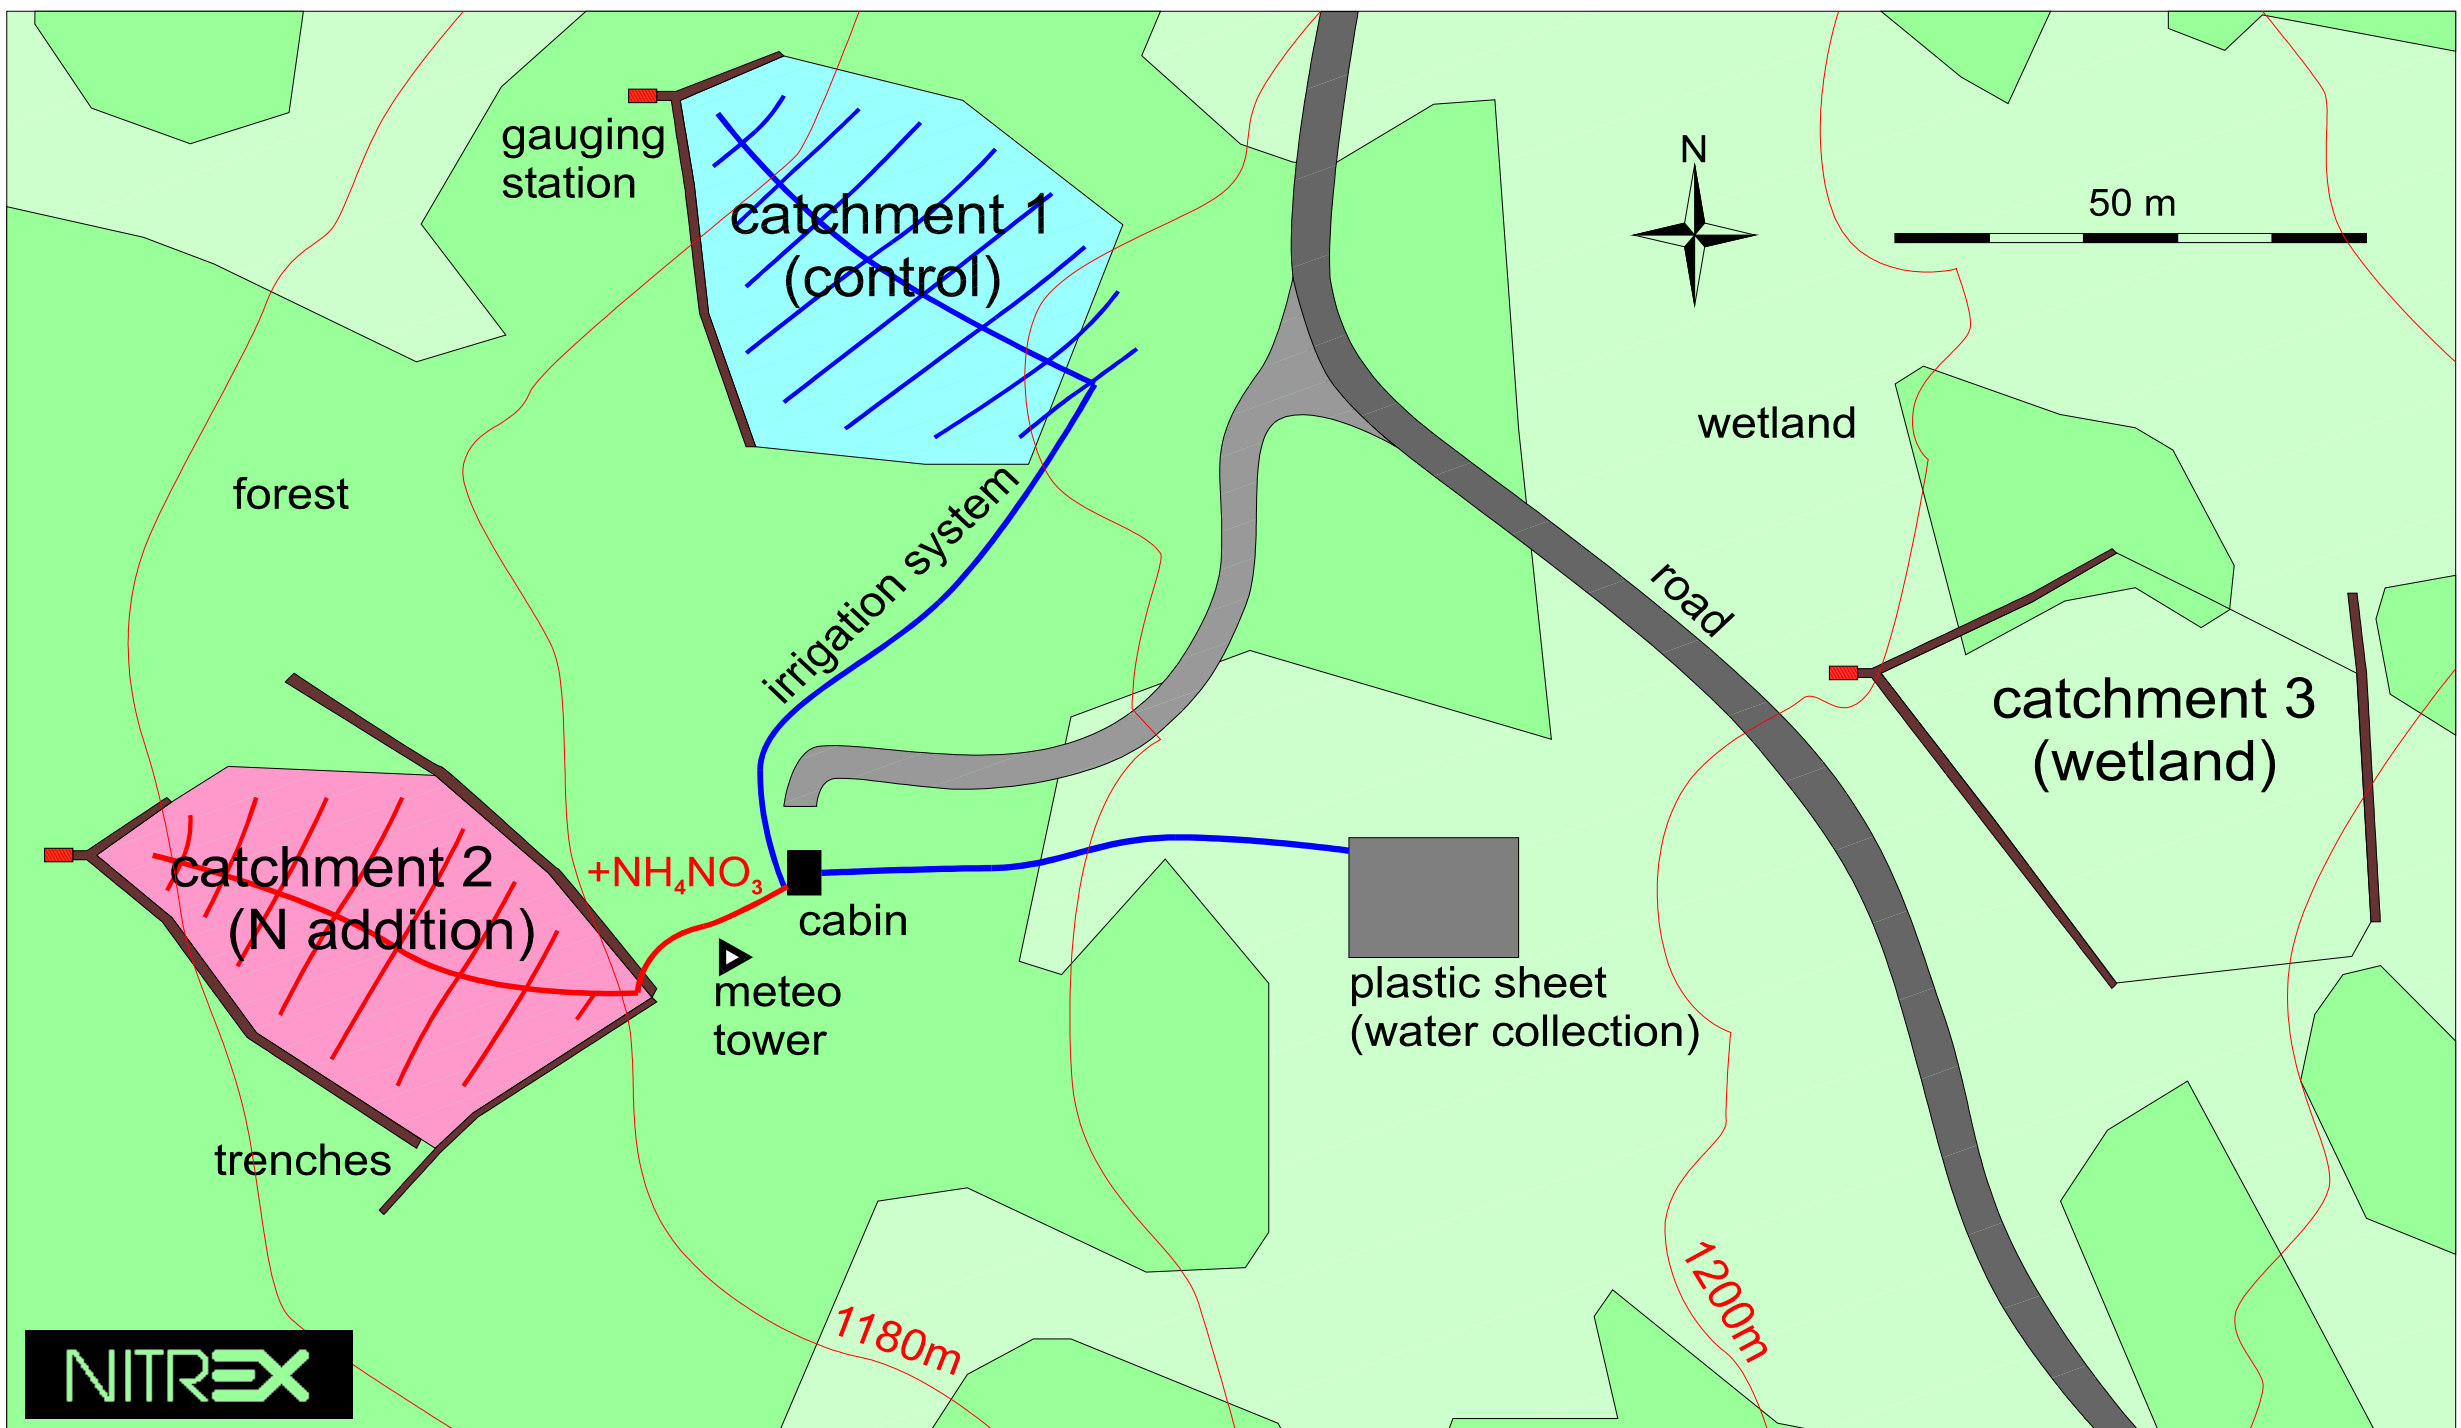 gauging
station
catchment 1
(control)
N
50 m
wetland
forest
irrigation system
road
catchment 3
(wetland)
catchment 2
(N addition)
+NH₄NO₃
cabin
meteo
tower
plastic sheet
(water collection)
trenches
1180m
1200m
NITREX